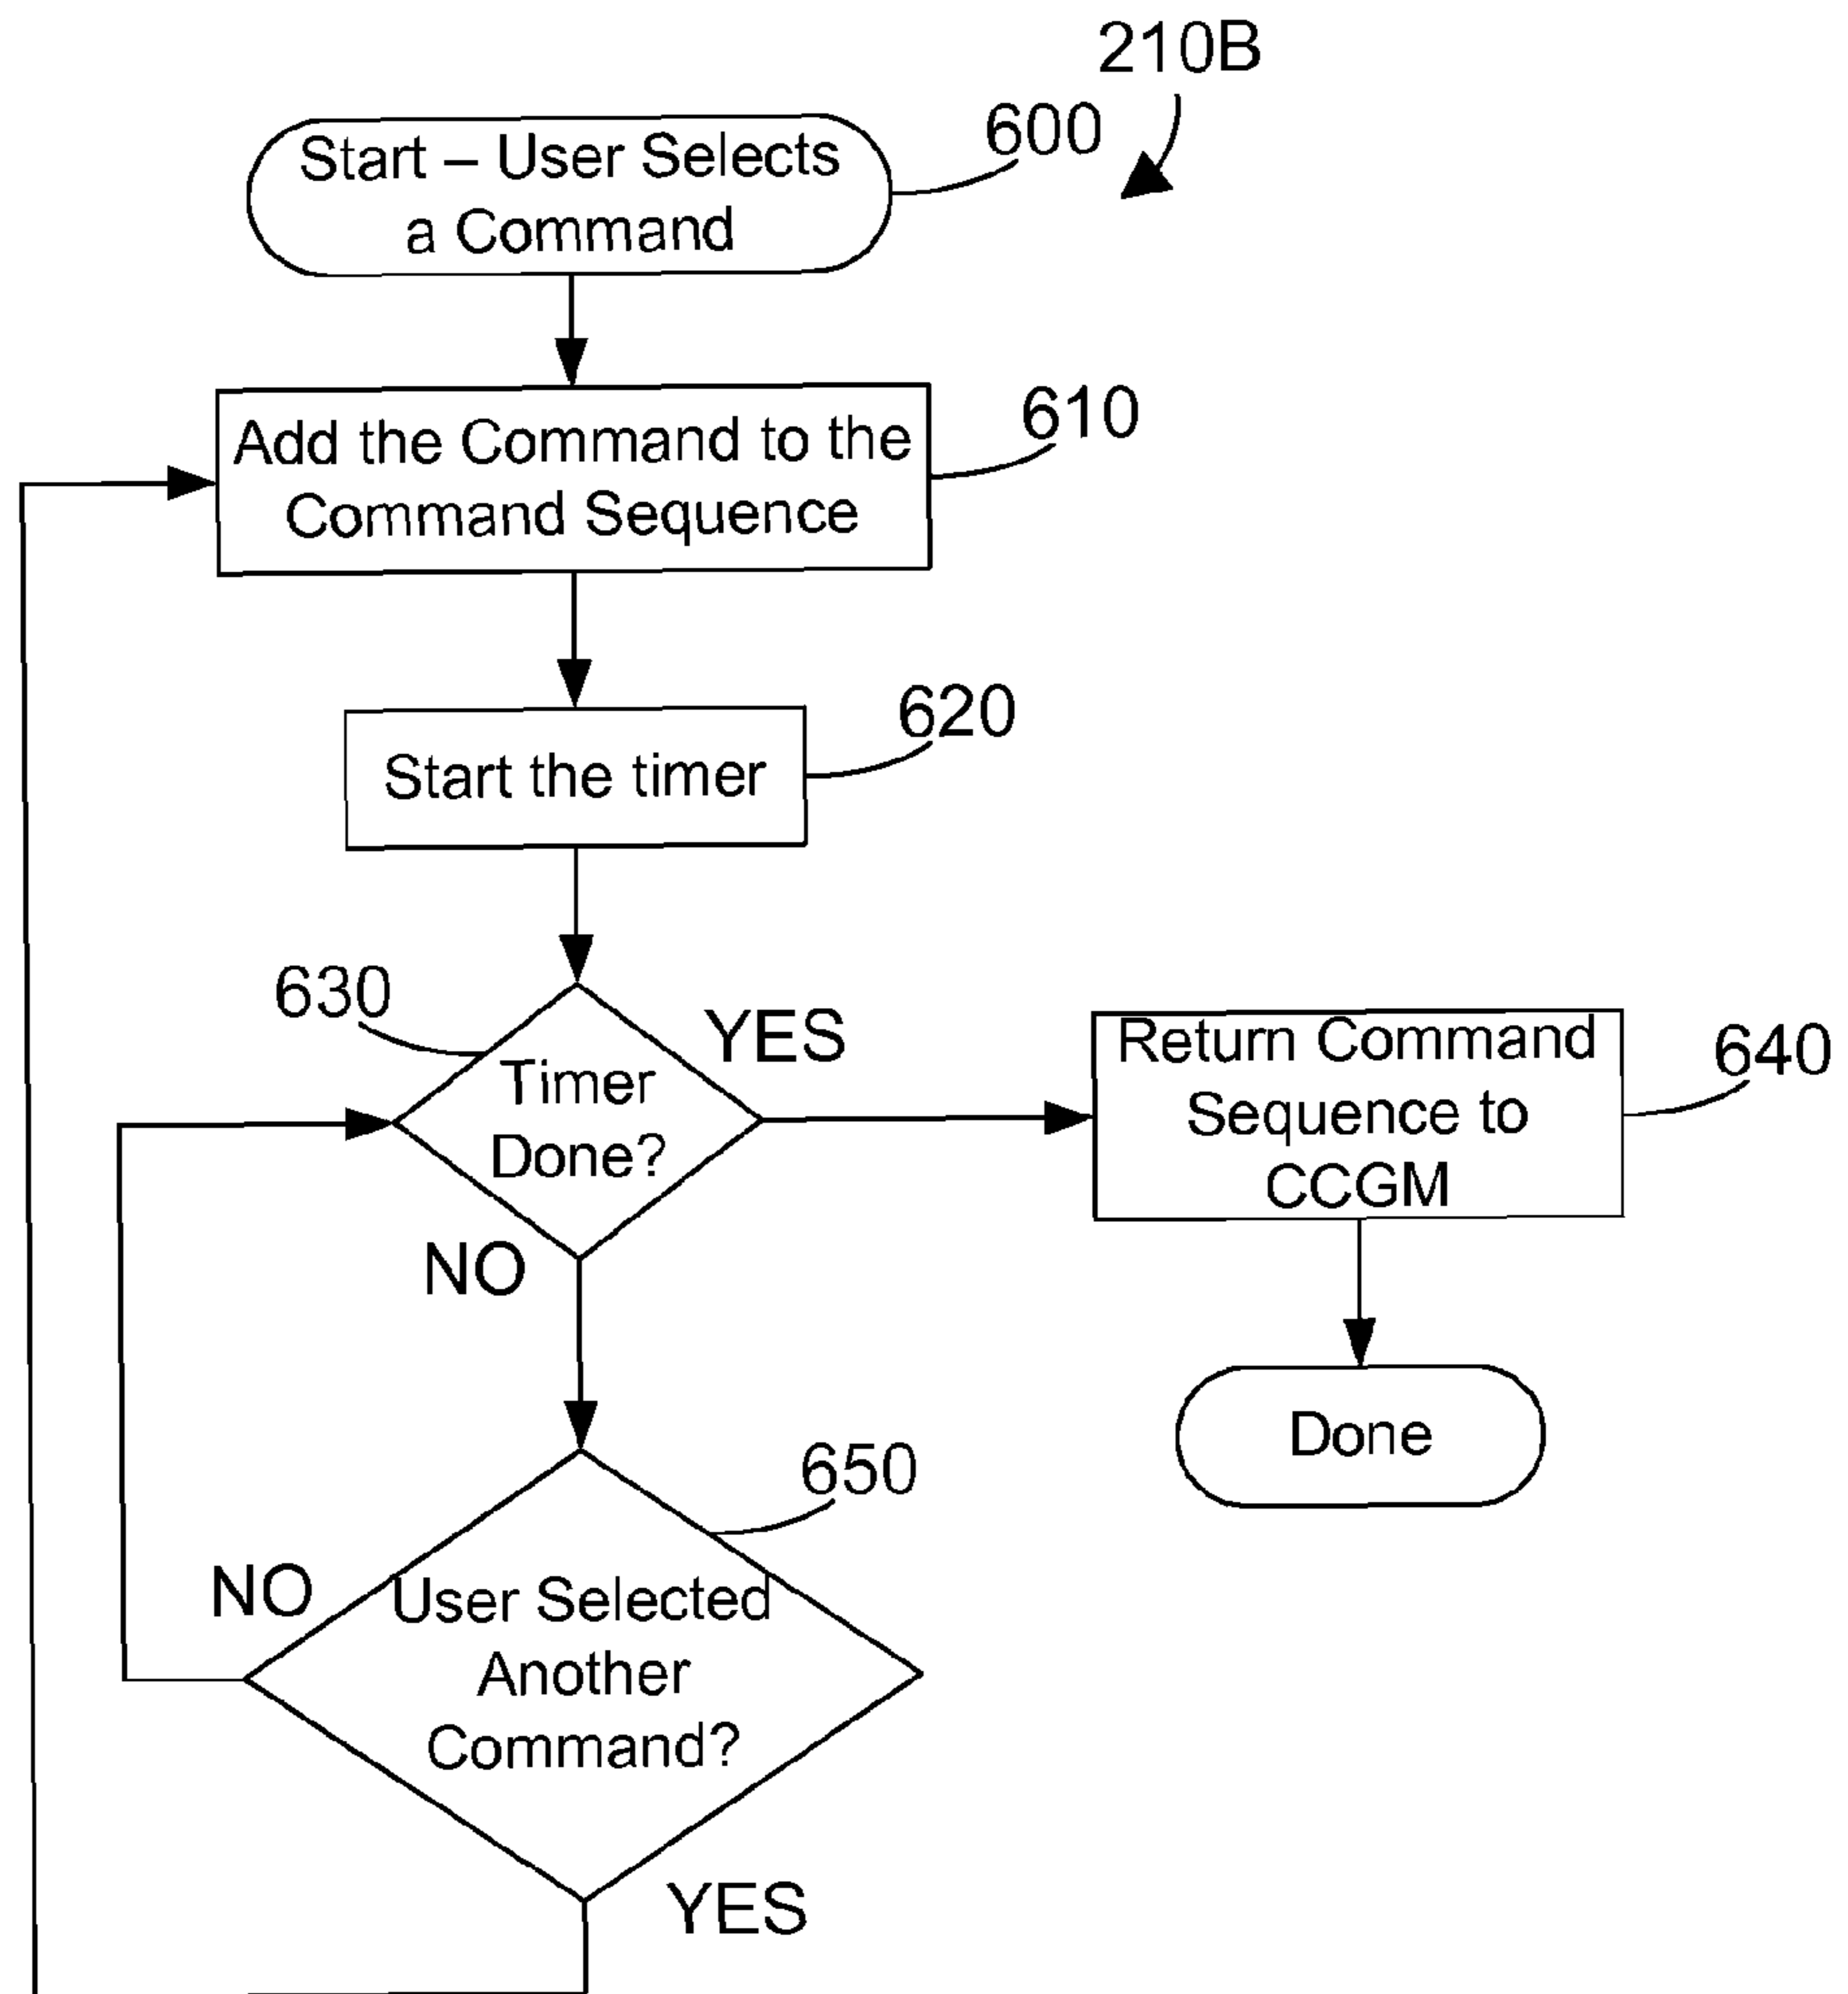 210B
600
Start – User Selects
a Command
610
Add the Command to the
Command Sequence
620
Start the timer
630
YES
Timer
Done?
NO
Return Command
Sequence to
CCGM
640
Done
650
NO
User Selected
Another
Command?
YES